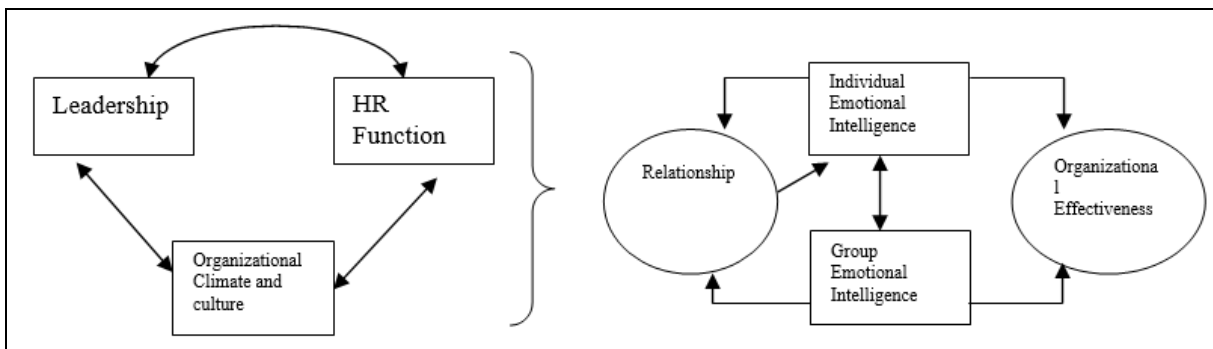 Leadership
HR
Function
Organizational
Climate and
culture
Relationship
Individual
Emotional
Intelligence
Group
Emotional
Intelligence
Organizationa
l
Effectiveness